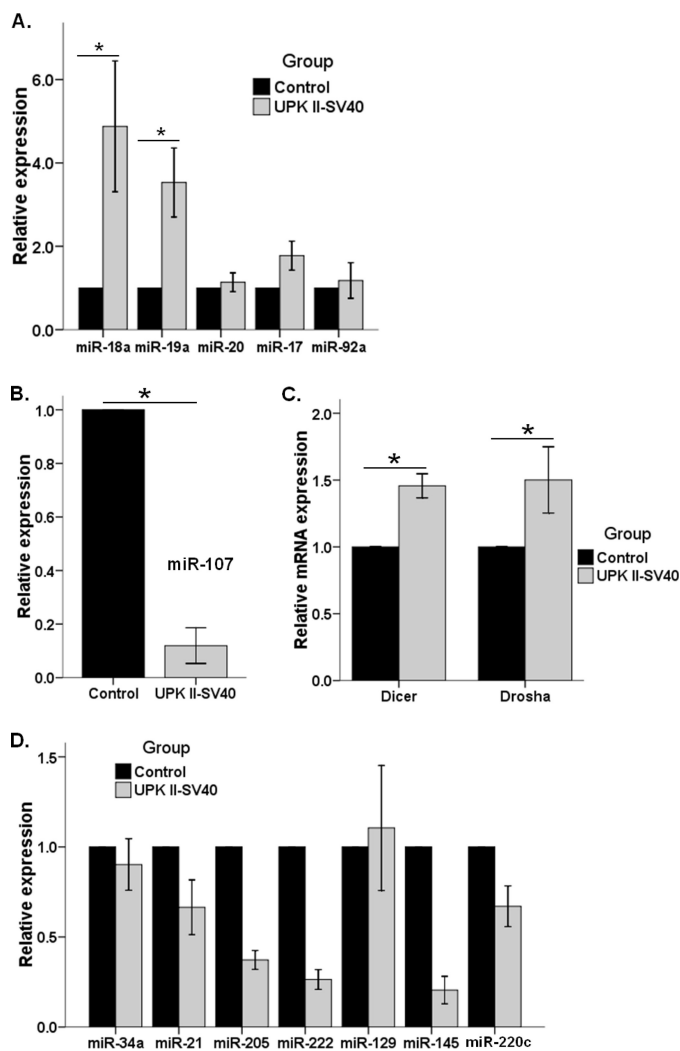 A.
Relative expression
6.0
4.0
2.0
0.0
*
*
Group
Control
UPK II-SV40
miR-18a miR-19a miR-20 miR-17 miR-92a
B.
Relative expression
1.0
0.8
0.6
0.4
0.2
0.0
*
miR-107
Control UPK II-SV40
C.
Relative mRNA expression
2.0
1.5
1.0
0.5
0.0
*
*
Group
Control
UPK II-SV40
Dicer Drosha
D.
Relative expression
1.5
1.0
0.5
0.0
Group
Control
UPK II-SV40
miR-34a miR-21 miR-205 miR-222 miR-129 miR-145 miR-220c